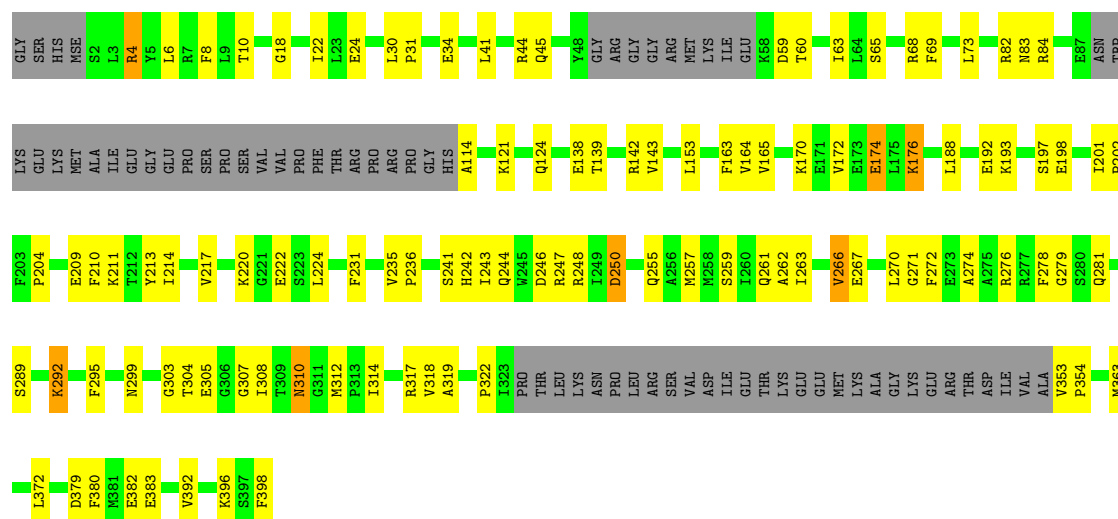 GLY SER HIS MSE S2 L3 R4 Y5 L6 R7 F8 L9 T10 G18 I22 L23 E24 L30 P31 E34 L41 R44 Q45 Y48 GLY ARG GLY GLY ARG MET LYS ILE GLU K58 D59 T60 I63 L64 S65 R68 F69 L73 R82 N83 R84 E87 ASN
LYS GLU LYS MET ALA ILE GLU GLY GLU PRO SER PRO SER VAL VAL PRO PHE THR ARG PRO ARG PRO GLY HIS A114 K121 Q124 E138 T139 R142 V143 L153 F163 V164 V165 K170 E171 V172 E173 E174 L175 K176 L188 E192 K193 S197 E198 I201
F203 P204 E209 F210 K211 T212 Y213 I214 V217 K220 G221 E222 S223 L224 F231 V235 P236 S241 H242 I243 Q244 W245 D246 R247 R248 I249 D250 Q255 A256 M257 M258 S259 I260 Q261 A262 I263 V266 E267 L270 G271 F272 E273 A274 A275 R276 R277 F278 G279 S280 Q281
S289 K292 F295 N299 G303 T304 E305 G306 G307 I308 T309 N310 G311 M312 P313 I314 R317 V318 A319 P322 L323 PRO THR LEU LYS ASN PRO LEU ARG SER VAL ASP ILE GLU THR LYS GLU GLU MET LYS ALA GLY LYS GLU ARG THR ASP ILE VAL ALA V353 P354 M363
L372 D379 F380 M381 E382 E383 V392 K396 S397 F398